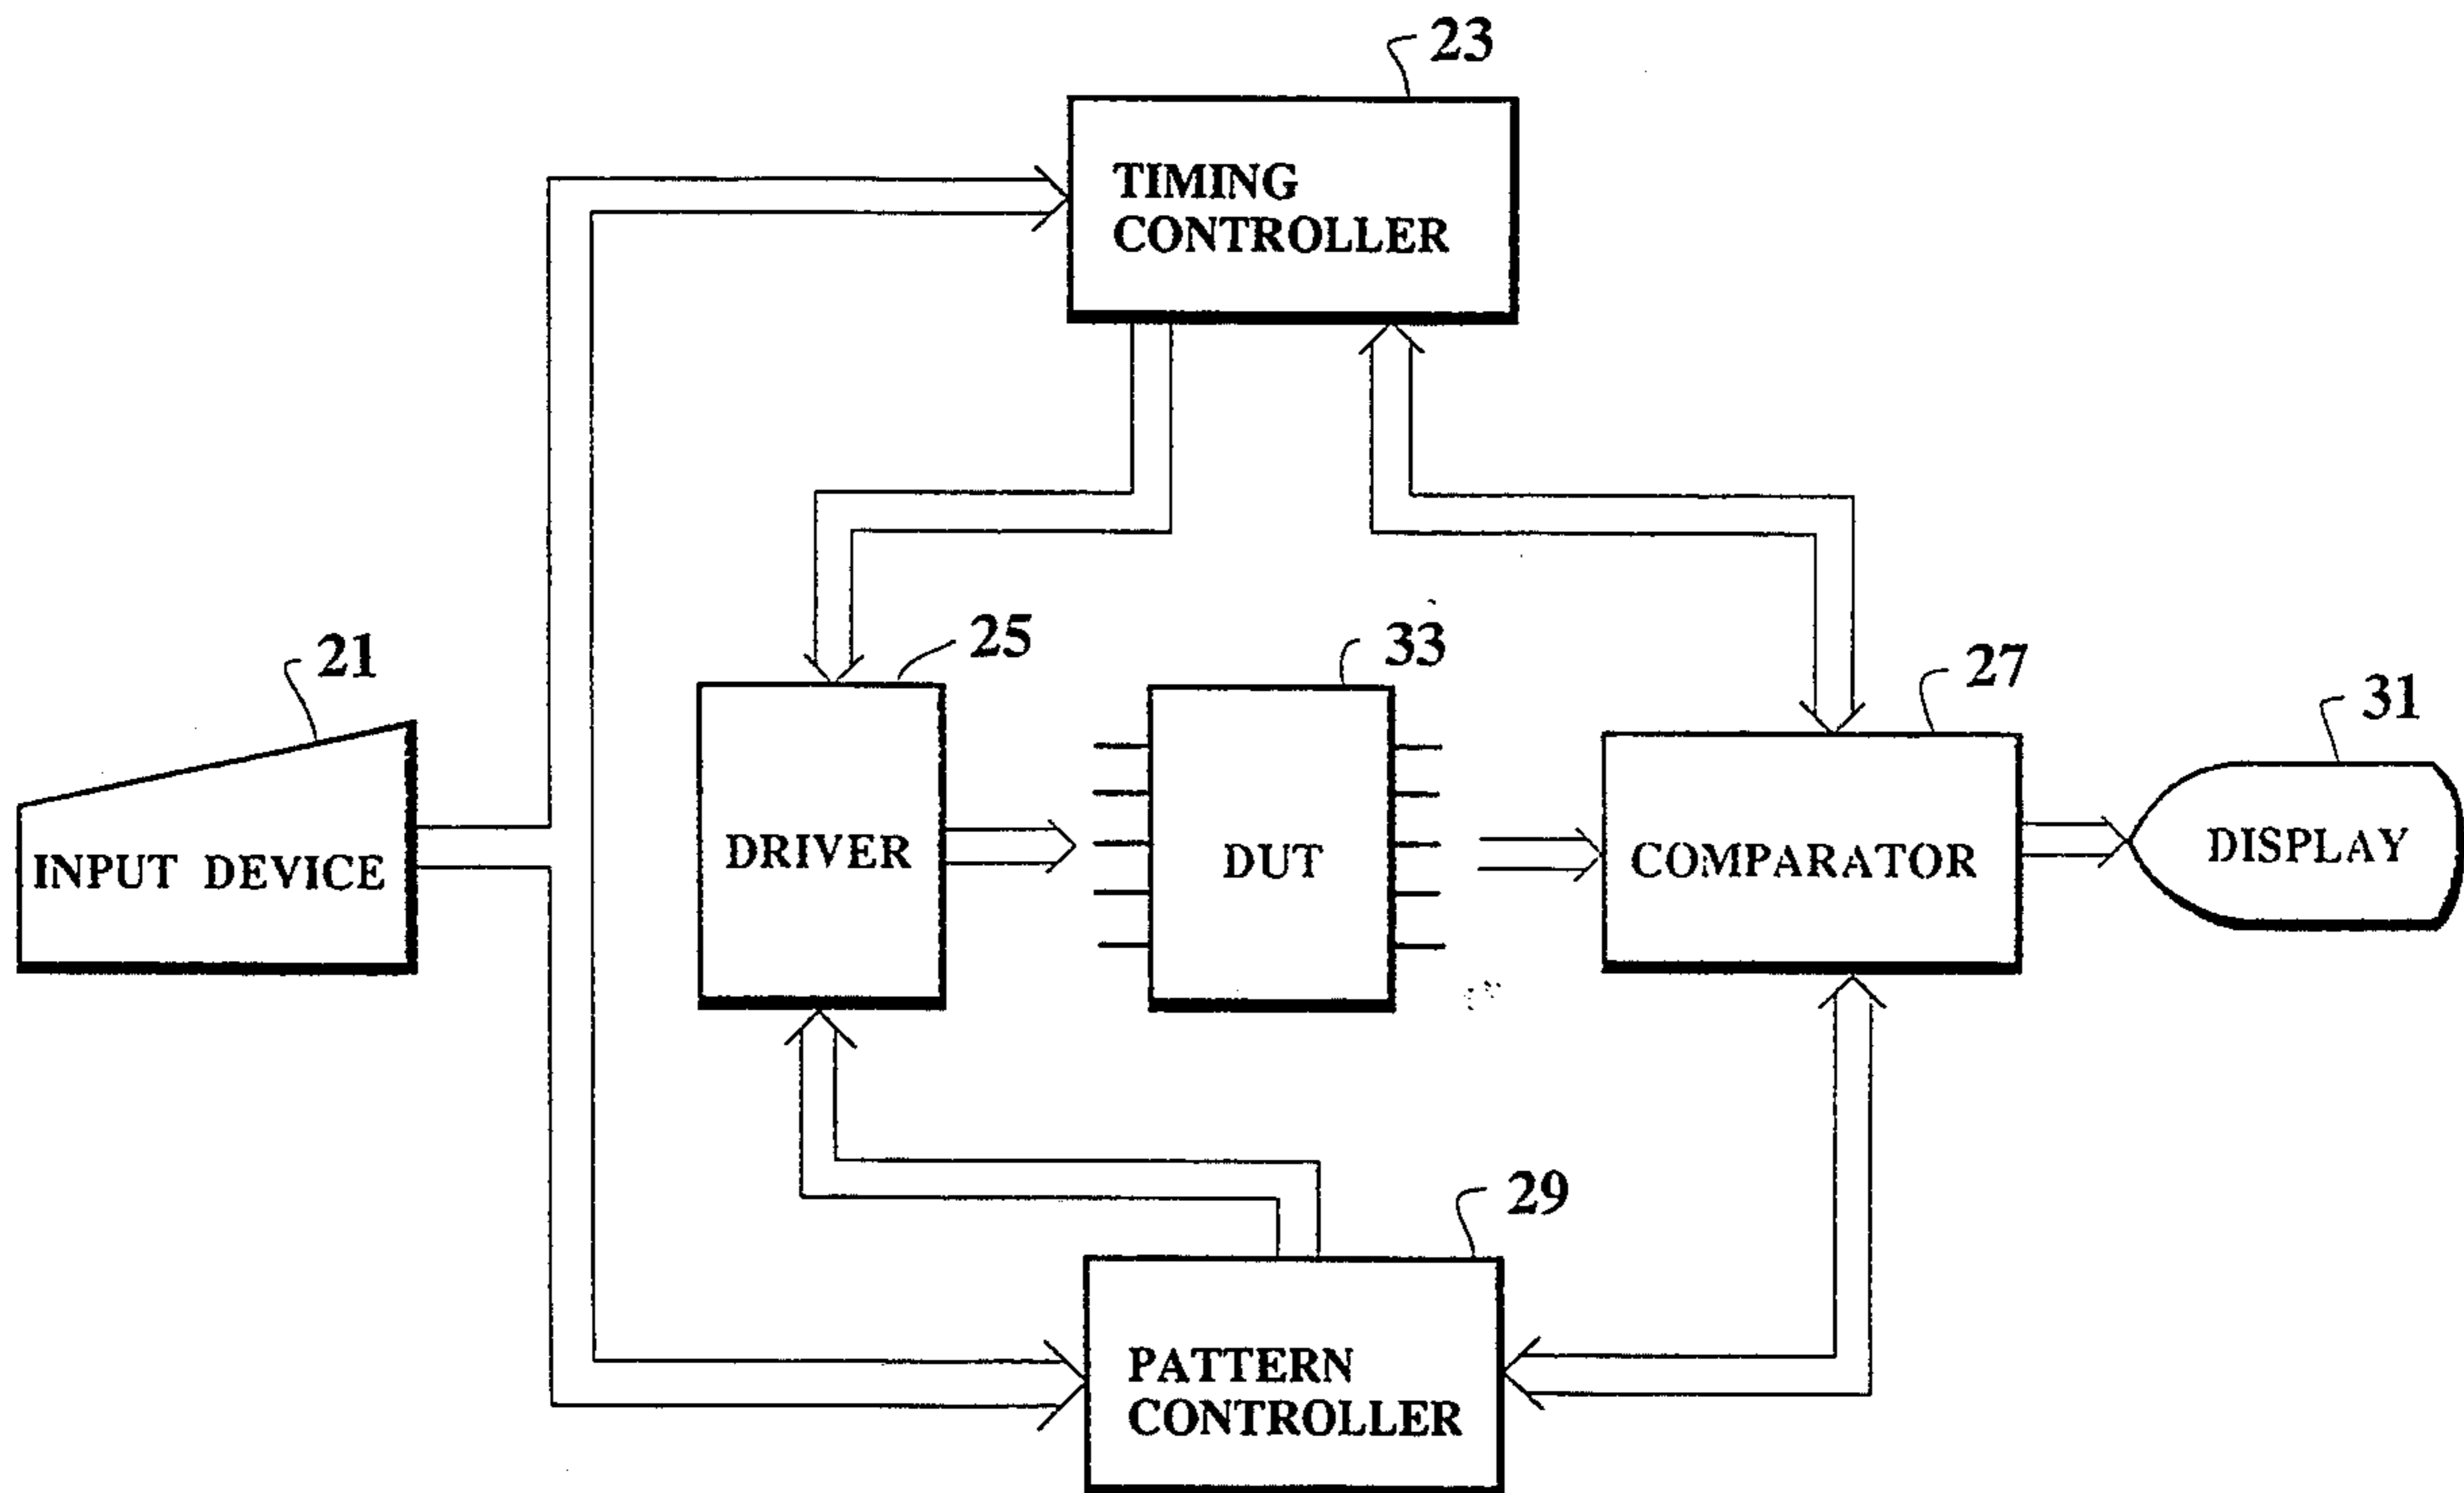 23
TIMING
CONTROLLER
21
25
33
27
31
INPUT DEVICE
DRIVER
DUT
COMPARATOR
DISPLAY
29
PATTERN
CONTROLLER